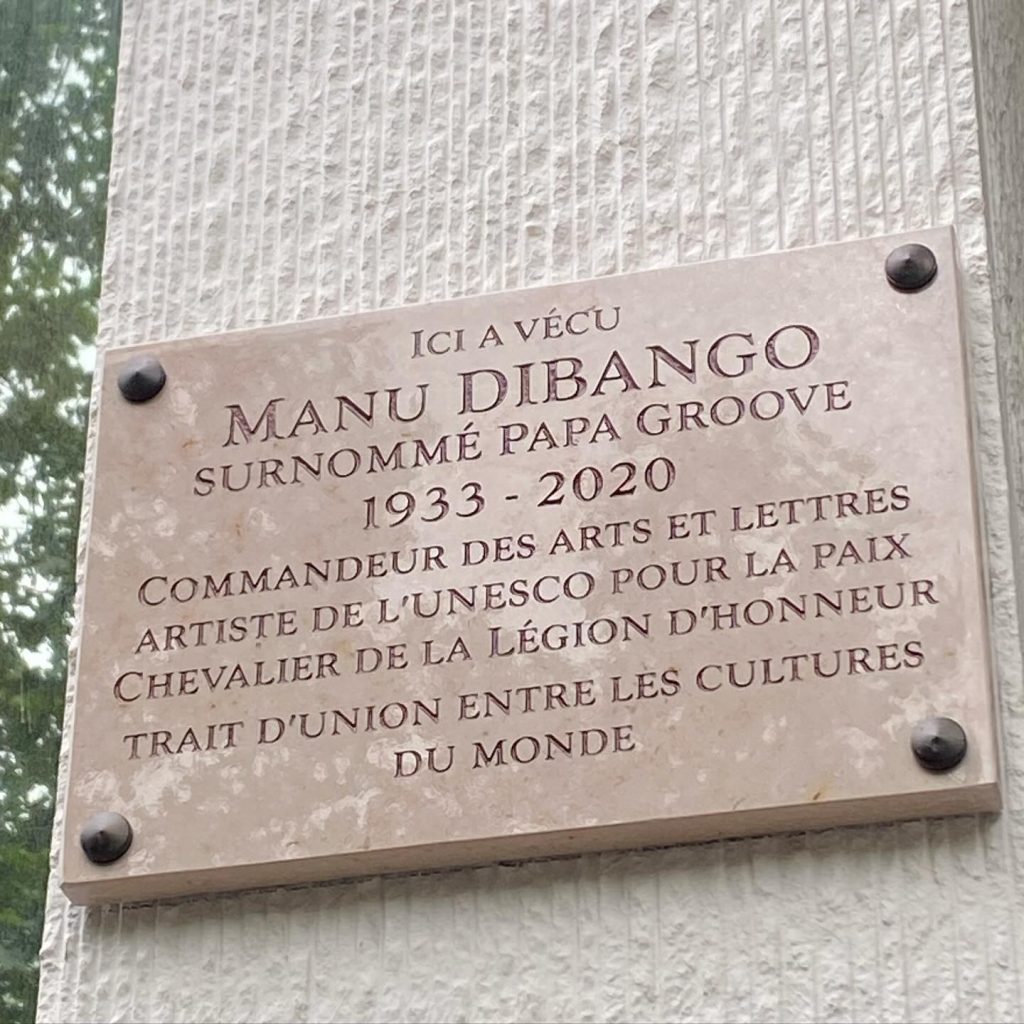 ICI A VÉCU
MANU DIBANGO
SURNOMMÉ PAPA GROOVE
1933 - 2020
COMMANDEUR DES ARTS ET LETTRES
ARTISTE DE L'UNESCO POUR LA PAIX
CHEVALIER DE LA LÉGION D'HONNEUR
TRAIT D'UNION ENTRE LES CULTURES
DU MONDE